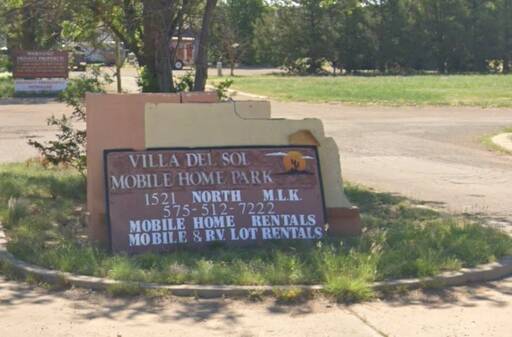 VILLA DEL SOL
MOBILE HOME PARK
1521 NORTH M.L.K.
575-512-7222
MOBILE HOME RENTALS
MOBILE & RV. LOT RENTALS